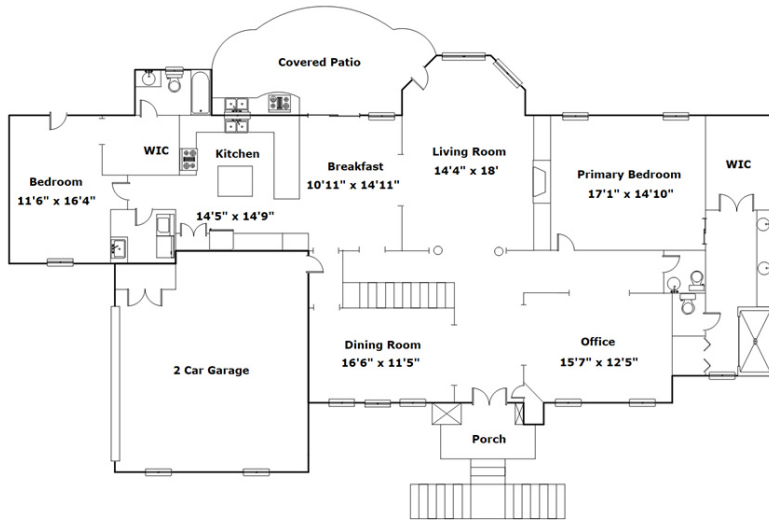 Covered Patio
WIC
Kitchen
14'5" x 14'9"
Bedroom
11'6" x 16'4"
Breakfast
10'11" x 14'11"
Living Room
14'4" x 18'
Primary Bedroom
17'1" x 14'10"
WIC
2 Car Garage
Dining Room
16'6" x 11'5"
Office
15'7" x 12'5"
Porch